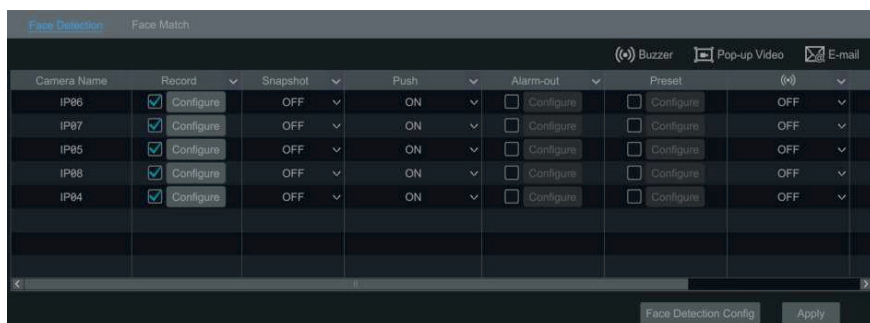 Face Detection Face Match
Buzzer Pop-up Video E-mail
Camera Name Record Snapshot Push Alarm-out Preset
IP06 Configure OFF ON Configure Configure OFF
IP07 Configure OFF ON Configure Configure OFF
IP05 Configure OFF ON Configure Configure OFF
IP08 Configure OFF ON Configure Configure OFF
IP04 Configure OFF ON Configure Configure OFF
Face Detection Config Apply